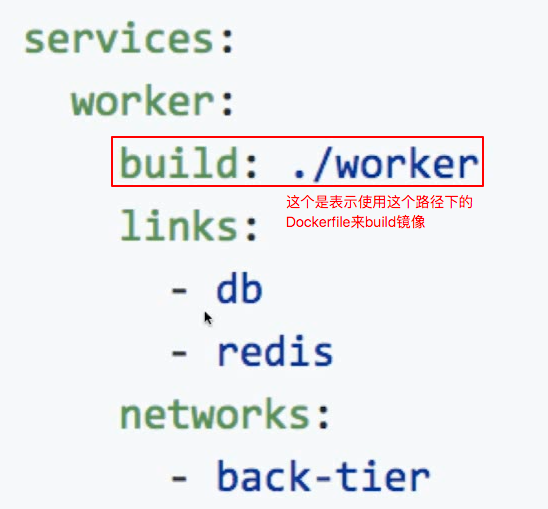 services:
worker:
build: ./worker
这个是表示使用这个路径下的
Dockerfile来build镜像
links:
- db
- redis
networks:
- back-tier